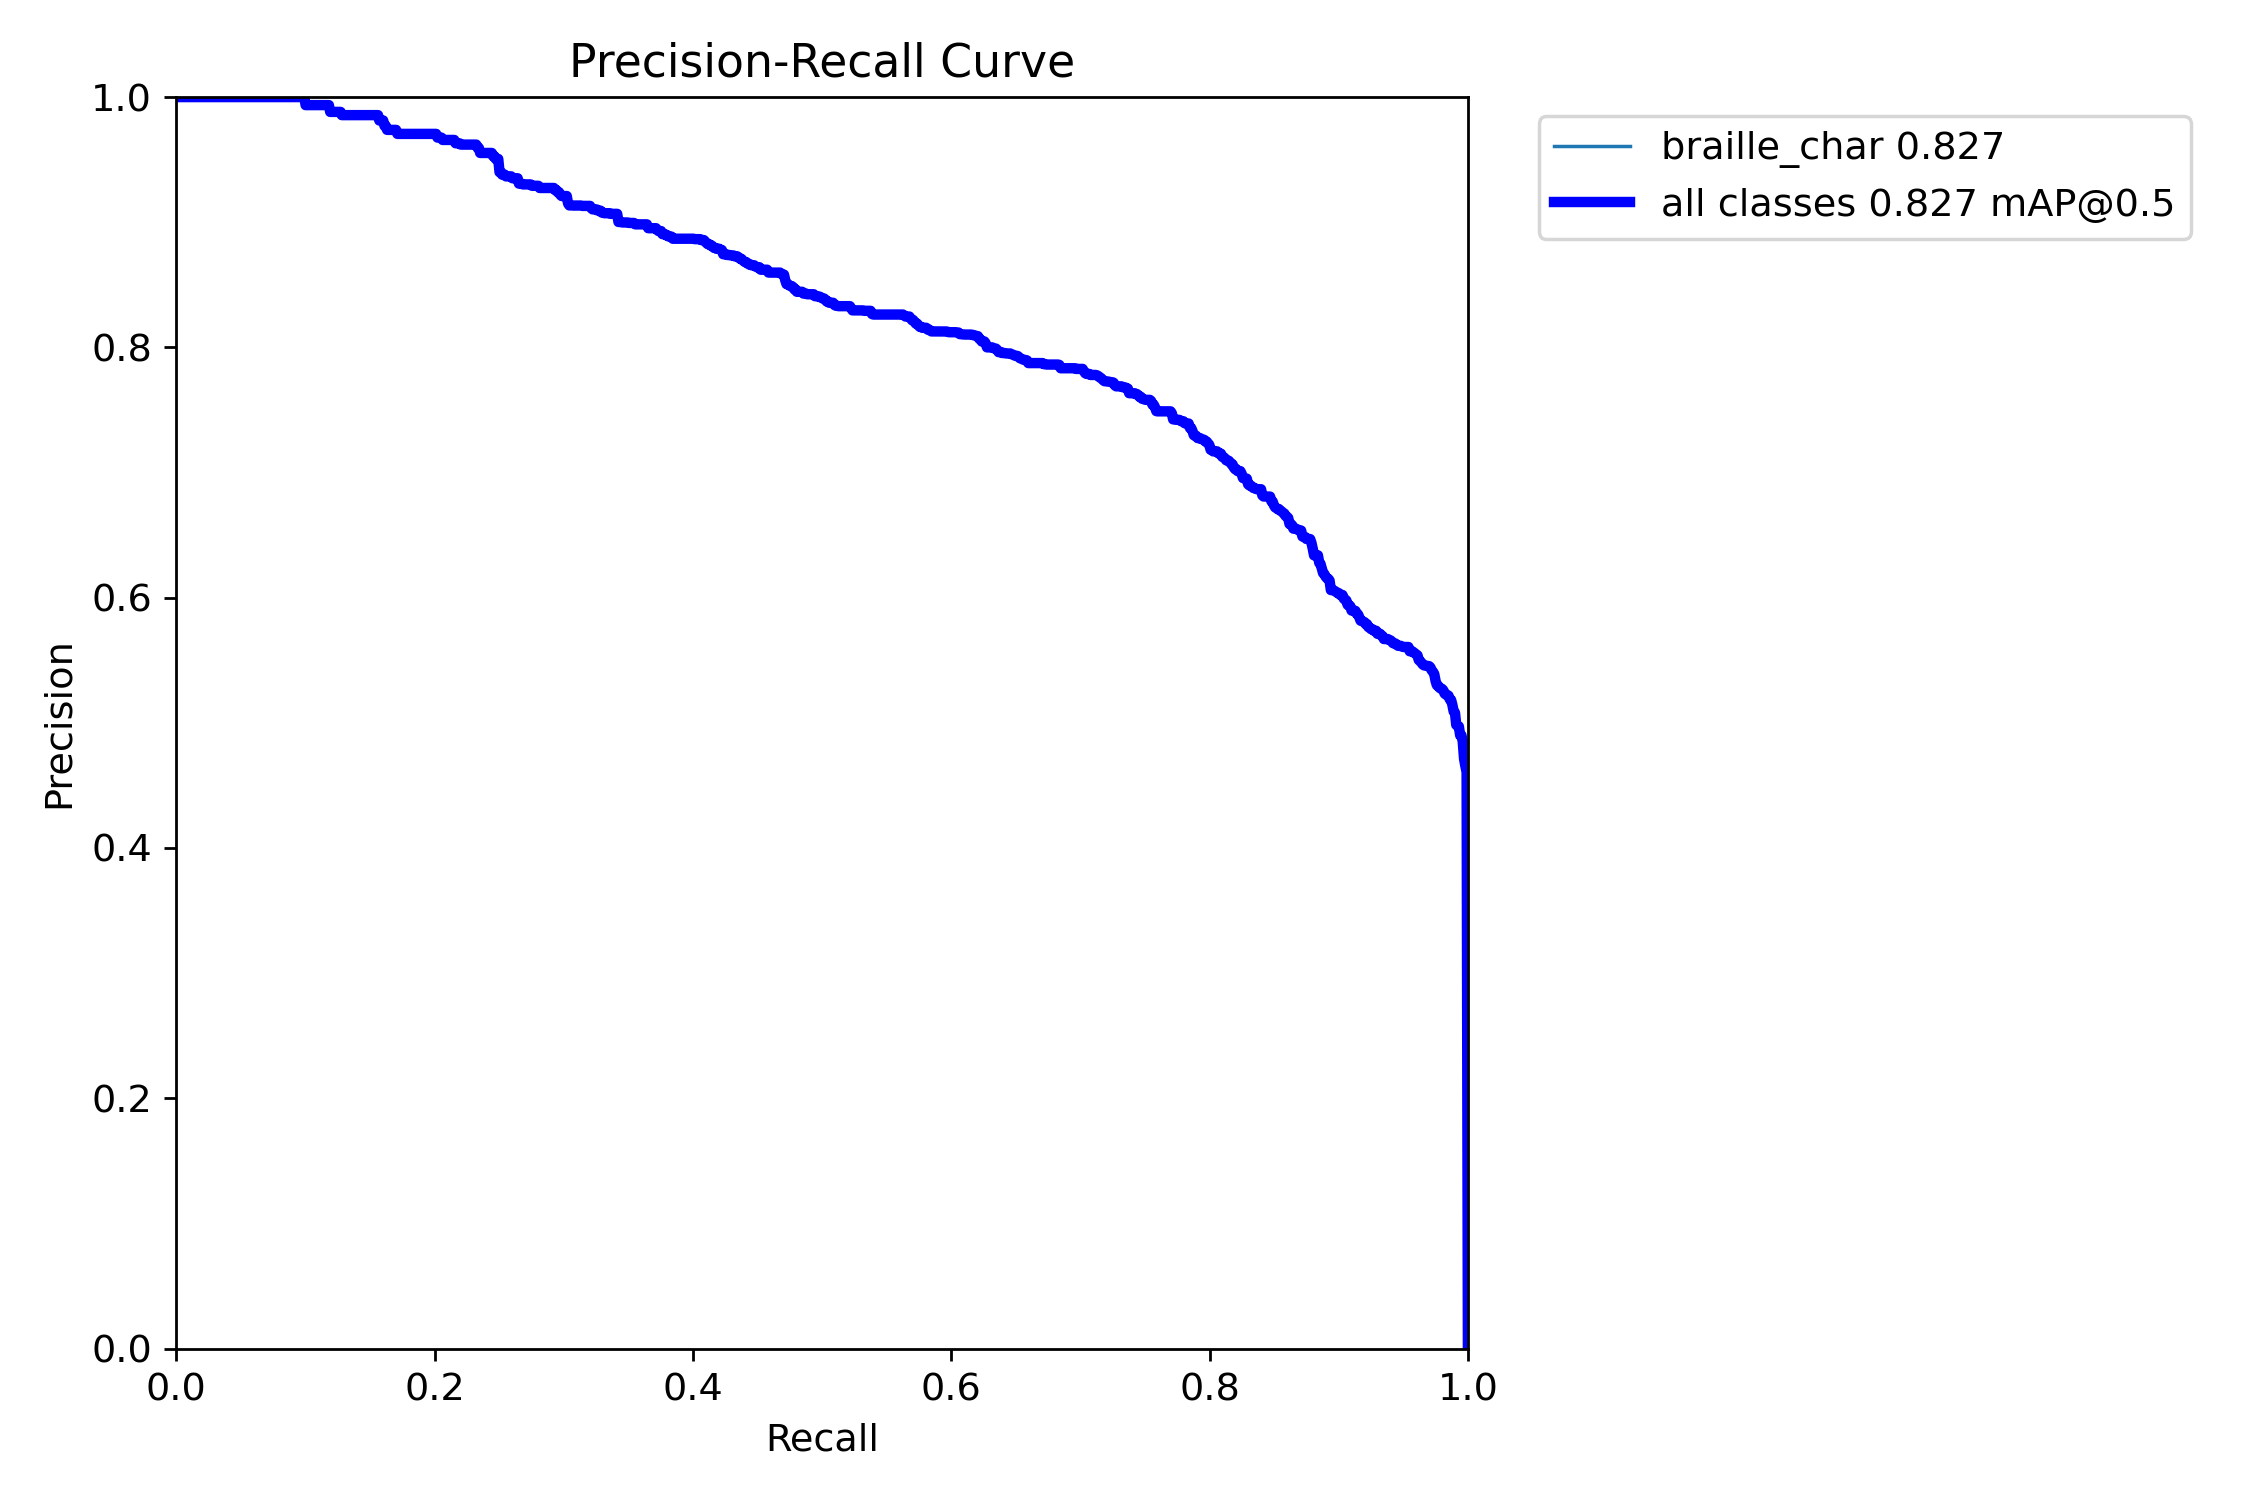 Precision-Recall Curve
braille_char 0.827
all classes 0.827 mAP@0.5
Precision
1.0
0.8
0.6
0.4
0.2
0.0
0.0 0.2 0.4 0.6 0.8 1.0
Recall